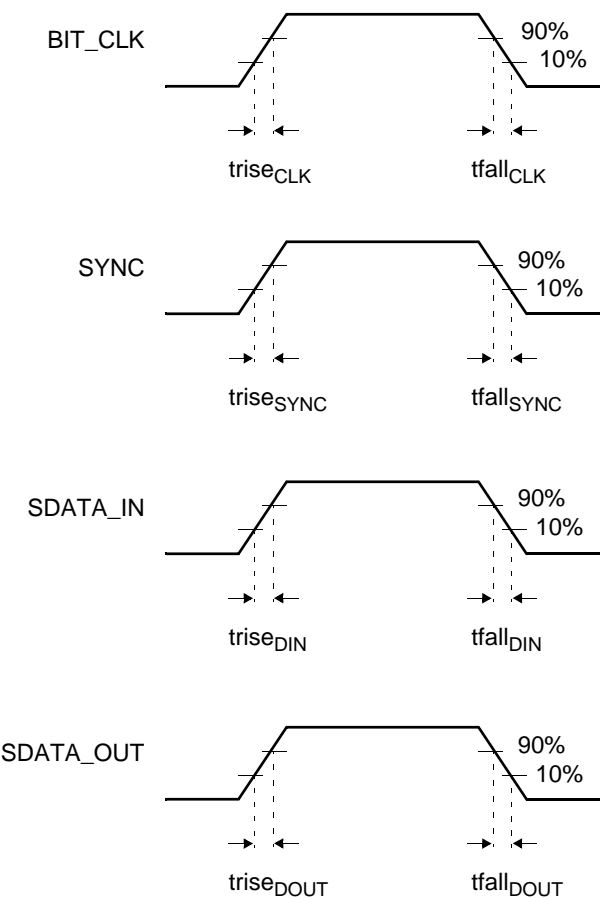 BIT_CLK
90%
10%
trise_CLK
tfall_CLK
SYNC
90%
10%
trise_SYNC
tfall_SYNC
SDATA_IN
90%
10%
trise_DIN
tfall_DIN
SDATA_OUT
90%
10%
trise_DOUT
tfall_DOUT